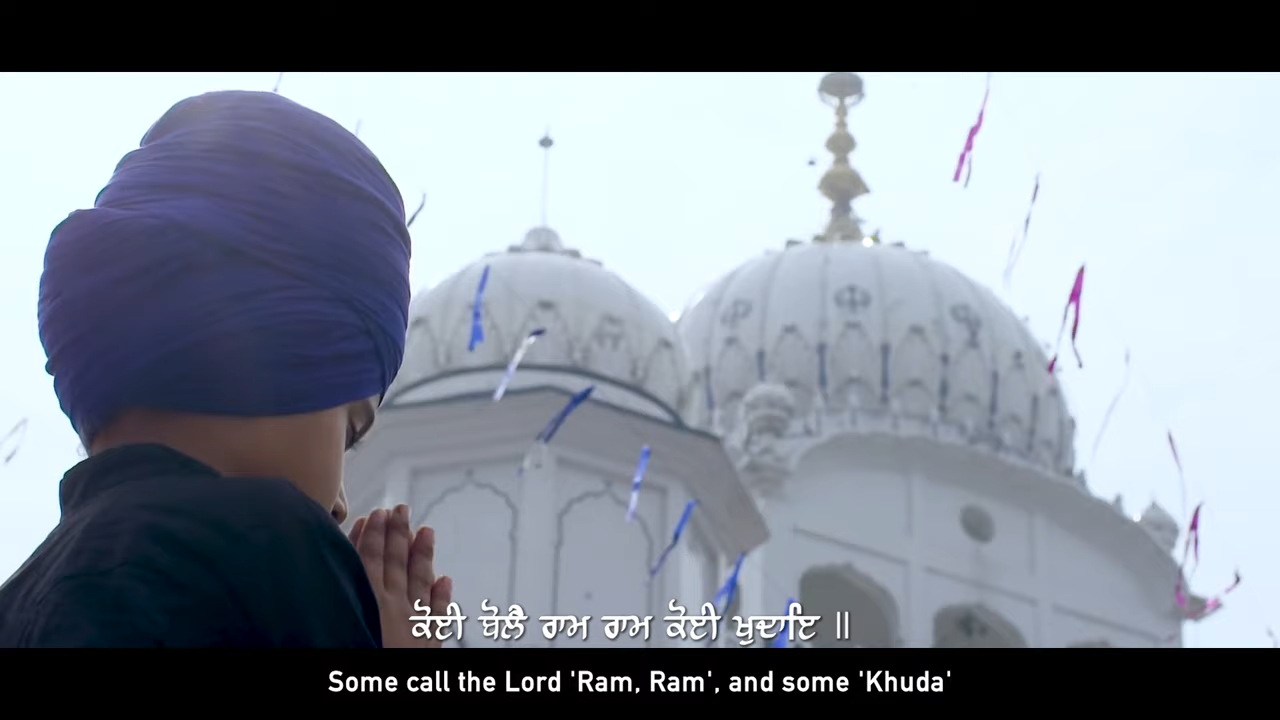 ਕੋਈ ਬੋਲੈ ਰਾਮ ਰਾਮ ਕੋਈ ਖੁਦਾਇ ॥
Some call the Lord 'Ram, Ram', and some 'Khuda'